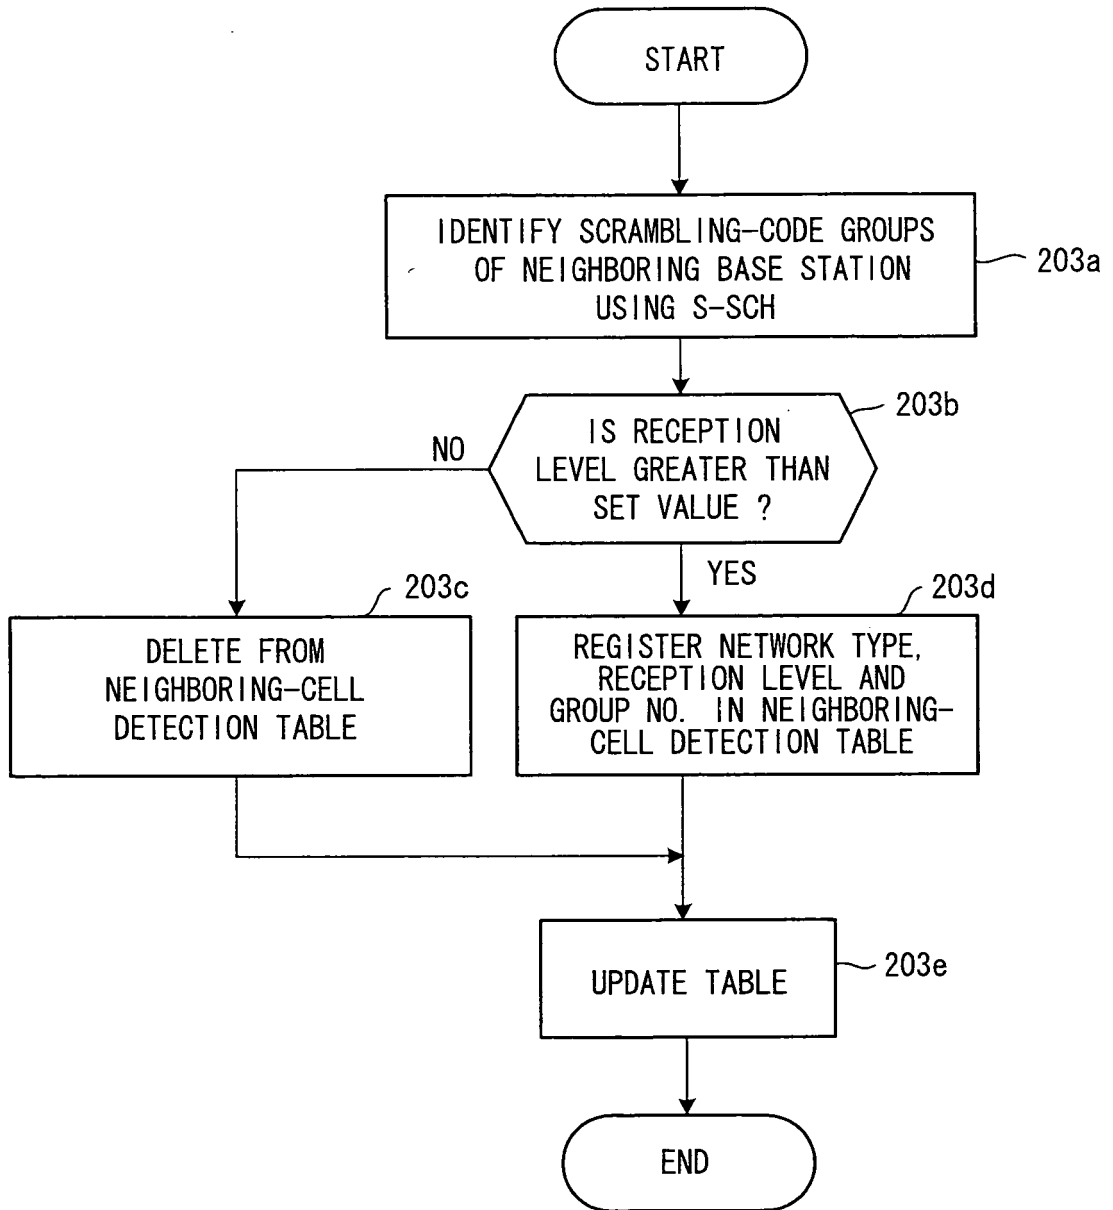 START
IDENTIFY SCRAMBLING-CODE GROUPS
OF NEIGHBORING BASE STATION
USING S-SCH
203a
203b
IS RECEPTION
LEVEL GREATER THAN
SET VALUE ?
NO
YES
203c
203d
DELETE FROM
NEIGHBORING-CELL
DETECTION TABLE
REGISTER NETWORK TYPE,
RECEPTION LEVEL AND
GROUP NO. IN NEIGHBORING-
CELL DETECTION TABLE
UPDATE TABLE
203e
END